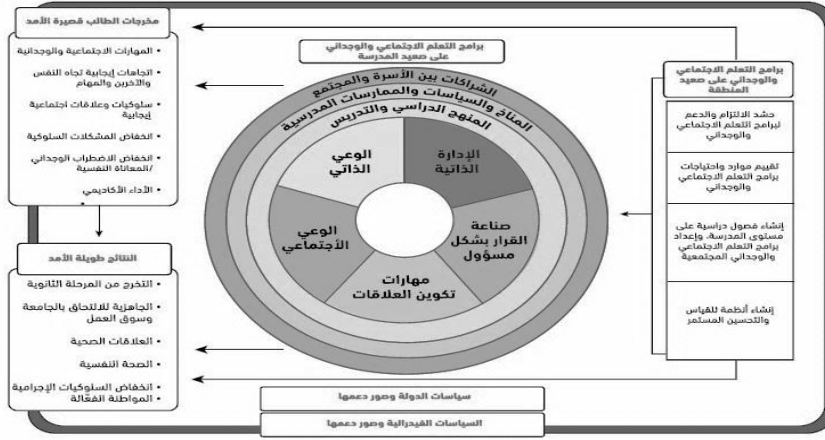 برامج التعلم الاجتماعي
والوجداني على صعيد
المنطقة
حشد الالتزام والدعم
لبرامج التعلم الاجتماعي
والوجداني
تقييم موارد واحتياجات
برامج التعلم الاجتماعي
والوجداني
إنشاء فصول دراسية على
مستوى المدرسة، وإعداد
برامج التعلم الاجتماعي
والوجداني المجتمعية
إنشاء أنظمة للقياس
والتحسين المستمر
برامج التعلم الاجتماعي والوجداني
على صعيد المدرسة
الشراكات بين الأسرة والمجتمع
المناخ والسياسات والممارسات المدرسية
المنهج الدراسي والتدريس
الإدارة
الذاتية
الوعي
الذاتي
صناعة
القرار بشكل
مسؤول
الوعي
الأجتماعي
مهارات
تكوين العلاقات
مخرجات الطالب قصيرة الأمد
• المهارات الاجتماعية والوجدانية
• اتجاهات إيجابية تجاه النفس
والآخرين والمهام
• سلوكيات وعلاقات اجتماعية
إيجابية
• انخفاض المشكلات السلوكية
• انخفاض الاضطراب الوجداني
/المعاناة النفسية
• الأداء الأكاديمي
•
النتائج طويلة الأمد
• التخرج من المرحلة الثانوية
• الجاهزية للالتحاق بالجامعة
وسوق العمل
• العلاقات الصحية
• الصحة النفسية
• انخفاض السلوكيات الإجرامية
• المواطنة الفعّالة
سياسات الدولة وصور دعمها
السياسات الفيدرالية وصور دعمها